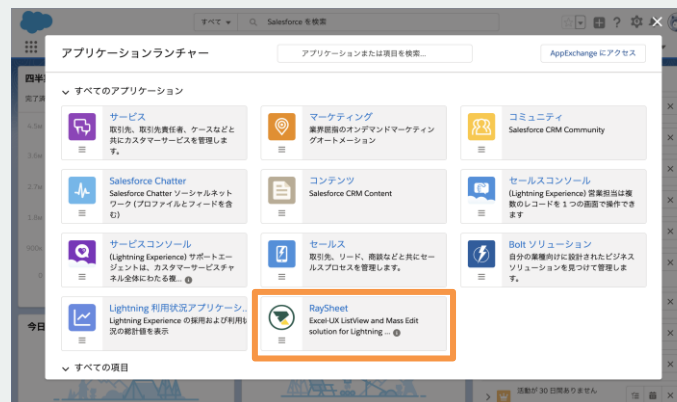 すべて
Salesforce を検索
アプリケーションランチャー
アプリケーションまたは項目を検索...
AppExchange にアクセス
すべてのアプリケーション
サービス
取引先、取引先責任者、ケースなどと
共にカスタマーサービスを管理しま
す。
マーケティング
業界屈指のオンデマンドマーケティン
グオートメーション
コミュニティ
Salesforce CRM Community
Salesforce Chatter
Salesforce Chatter ソーシャルネット
ワーク (プロファイルとフィードを含
む)
コンテンツ
Salesforce CRM Content
セールスコンソール
(Lightning Experience) 営業担当は複
数のレコードを 1 つの画面で操作でき
ます
サービスコンソール
(Lightning Experience) サポートエー
ジェントは、カスタマーサービスチャ
ネル全体にわたる複...
セールス
取引先、リード、商談などと共にセー
ルスプロセスを管理します。
Bolt ソリューション
自分の業種向けに設計されたビジネス
ソリューションを見つけて管理しま
す。
Lightning 利用状況アプリケーシ...
Lightning Experience の採用および利用状
況の総計値を表示
RaySheet
Excel-UX ListView and Mass Edit
solution for Lightning ...
すべての項目
四半
完了済
4.5m
3.6m
2.7m
1.8m
900k
0
今日
活動が 30 日間ありません